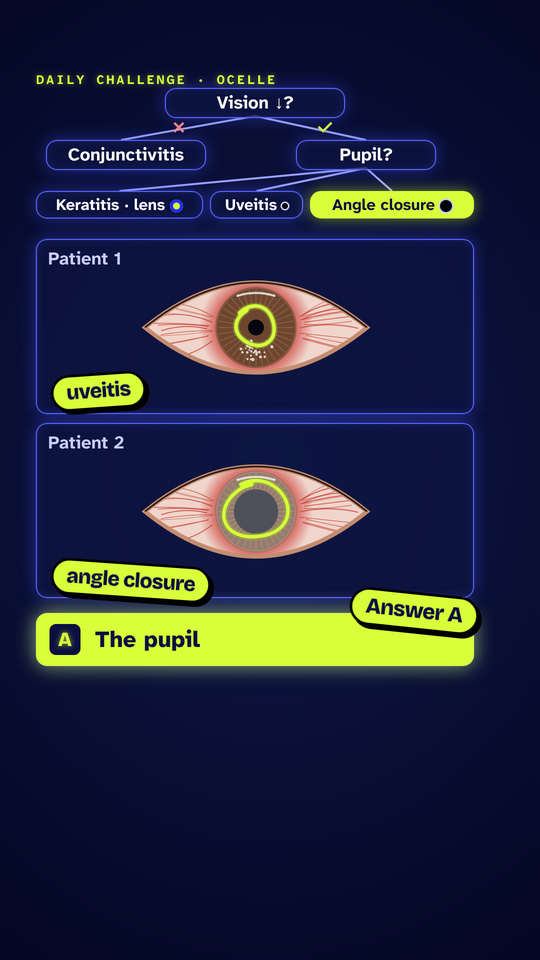 DAILY CHALLENGE · OCELLE
Vision ↓?
Conjunctivitis
Pupil?
Keratitis · lens
Uveitis
Angle closure
Patient 1
uveitis
Patient 2
angle closure
Answer A
A The pupil